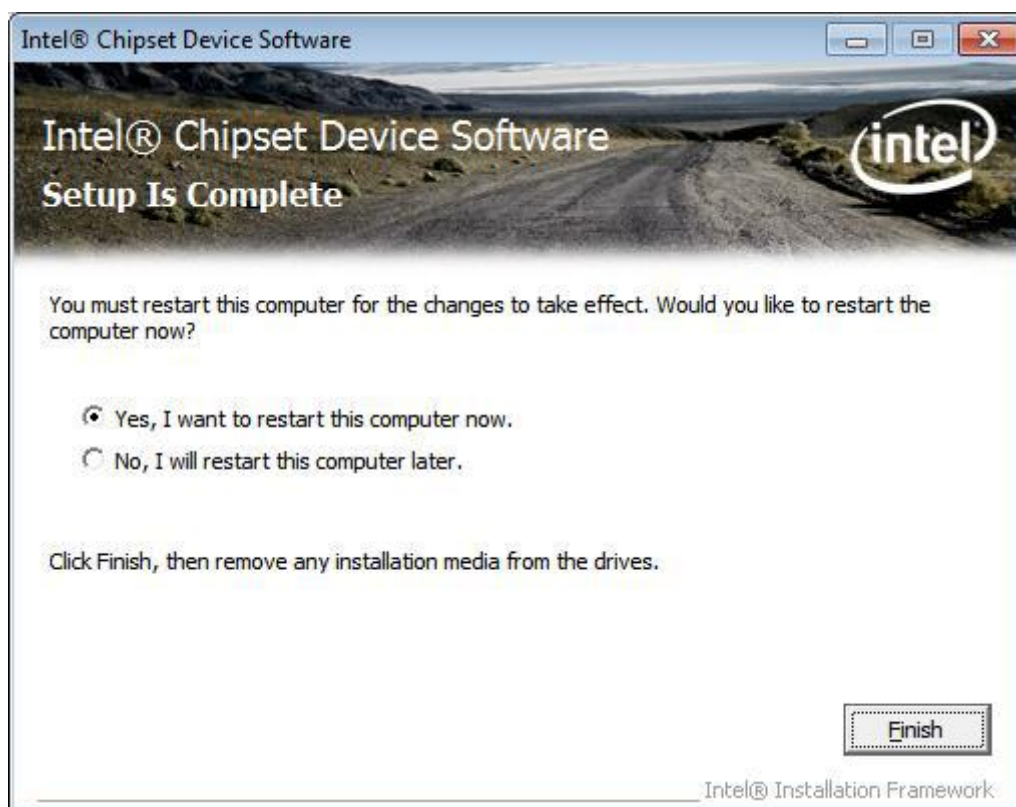 Intel® Chipset Device Software
Intel® Chipset Device Software
intel
Setup Is Complete
You must restart this computer for the changes to take effect. Would you like to restart the
computer now?
Yes, I want to restart this computer now.
No, I will restart this computer later.
Click Finish, then remove any installation media from the drives.
Finish
Intel® Installation Framework